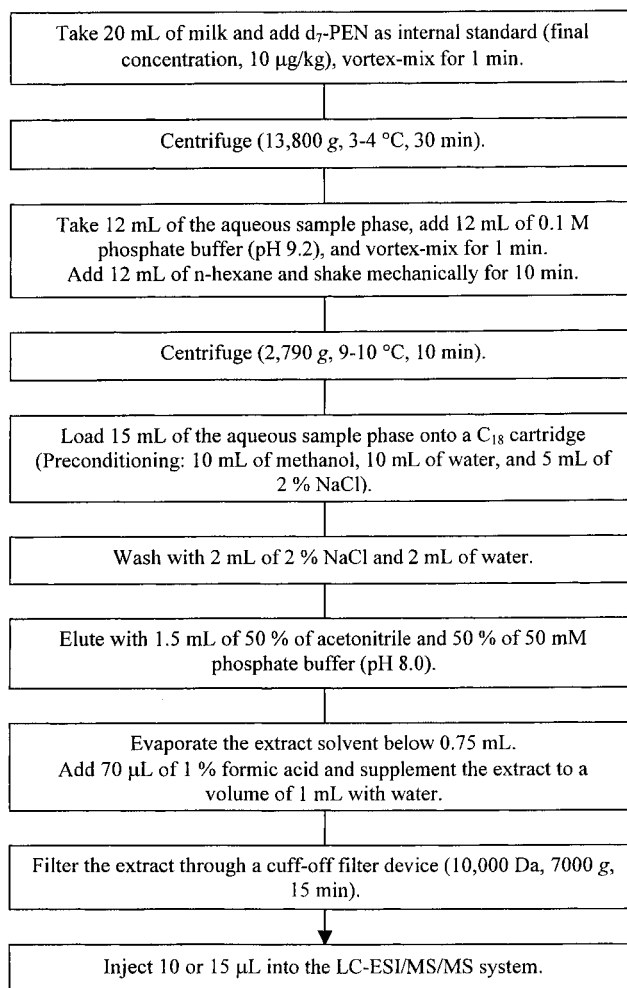 Take 20 mL of milk and add d₇-PEN as internal standard (final
concentration, 10 µg/kg), vortex-mix for 1 min.
Centrifuge (13,800 g, 3-4 °C, 30 min).
Take 12 mL of the aqueous sample phase, add 12 mL of 0.1 M
phosphate buffer (pH 9.2), and vortex-mix for 1 min.
Add 12 mL of n-hexane and shake mechanically for 10 min.
Centrifuge (2,790 g, 9-10 °C, 10 min).
Load 15 mL of the aqueous sample phase onto a C₁₈ cartridge
(Preconditioning: 10 mL of methanol, 10 mL of water, and 5 mL of
2 % NaCl).
Wash with 2 mL of 2 % NaCl and 2 mL of water.
Elute with 1.5 mL of 50 % of acetonitrile and 50 % of 50 mM
phosphate buffer (pH 8.0).
Evaporate the extract solvent below 0.75 mL.
Add 70 µL of 1 % formic acid and supplement the extract to a
volume of 1 mL with water.
Filter the extract through a cuff-off filter device (10,000 Da, 7000 g,
15 min).
Inject 10 or 15 µL into the LC-ESI/MS/MS system.